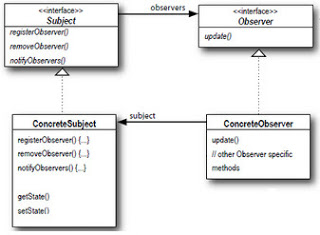 <<interface>>
Subject
registerObserver()
removeObserver()
notifyObservers()
observers
<<interface>>
Observer
update()
ConcreteSubject
registerObserver() {...}
removeObserver() {...}
notifyObservers() {...}
getState()
setState()
subject
ConcreteObserver
update()
// other Observer specific
methods